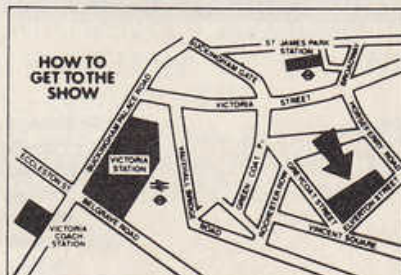 HOW TO
GET TO THE
SHOW
BUCKINGHAM GATE
ST JAMES PARK
STATION
BROADWAY
BUCKINGHAM PALACE ROAD
VICTORIA
STREET
HORSEFERRY ROAD
ECCLESTON ST
VICTORIA
STATION
VAUXHALL
BRIDGE
ROAD
GREEN COAT P.
ROCHESTER ROW
GREYCOAT STREET
ELVERTON STREET
BELGRAVE ROAD
VINCENT SQUARE
VICTORIA
COACH
STATION